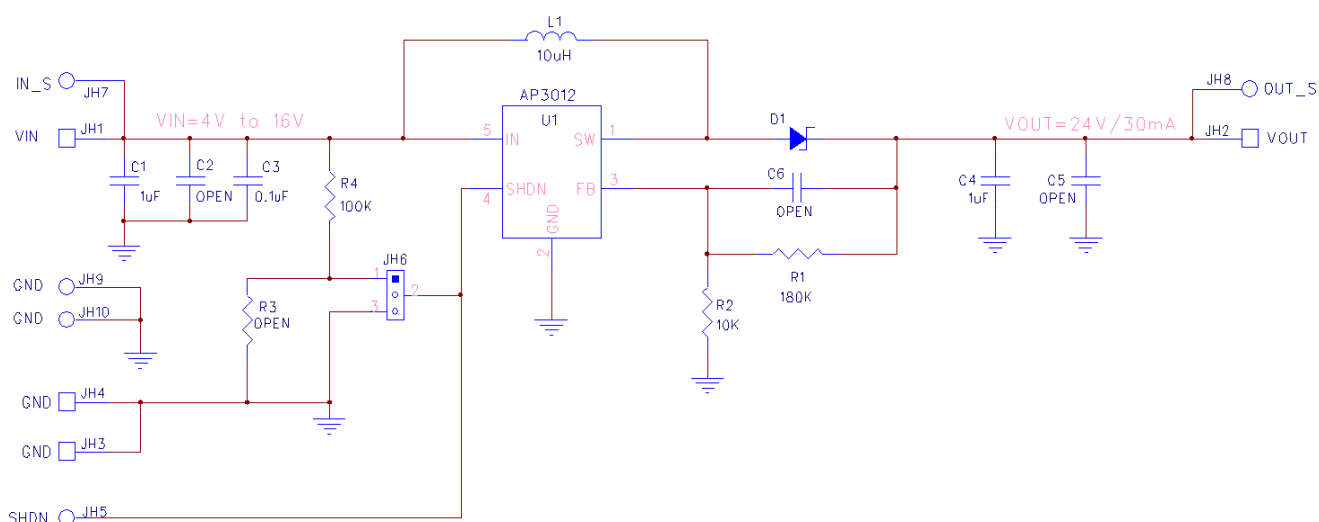 L1
10uH
IN_S
JH7
JH8
OUT_S
AP3012
U1
VIN
JH1
VIN=4V to 16V
5
IN
SW
1
D1
VOUT=24V/30mA
JH2
VOUT
C1
1uF
C2
OPEN
C3
0.1uF
R4
100K
4
SHDN
FB
3
GND
2
C6
OPEN
C4
1uF
C5
OPEN
R1
180K
R2
10K
JH6
1
2
3
R3
OPEN
GND
JH9
GND
JH10
GND
JH4
GND
JH3
SHDN
JH5